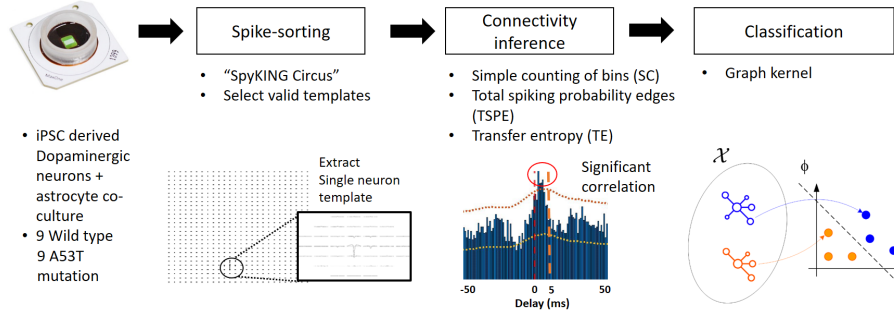 Spike-sorting
Connectivity
inference
Classification
1399
• "SpyKING Circus"
• Select valid templates
• Simple counting of bins (SC)
• Total spiking probability edges
(TSPE)
• Transfer entropy (TE)
• Graph kernel
• iPSC derived
Dopaminergic
neurons +
astrocyte co-
culture
• 9 Wild type
9 A53T
mutation
Extract
Single neuron
template
Significant
correlation
-50
0
5
50
Delay (ms)
𝒳
ϕ